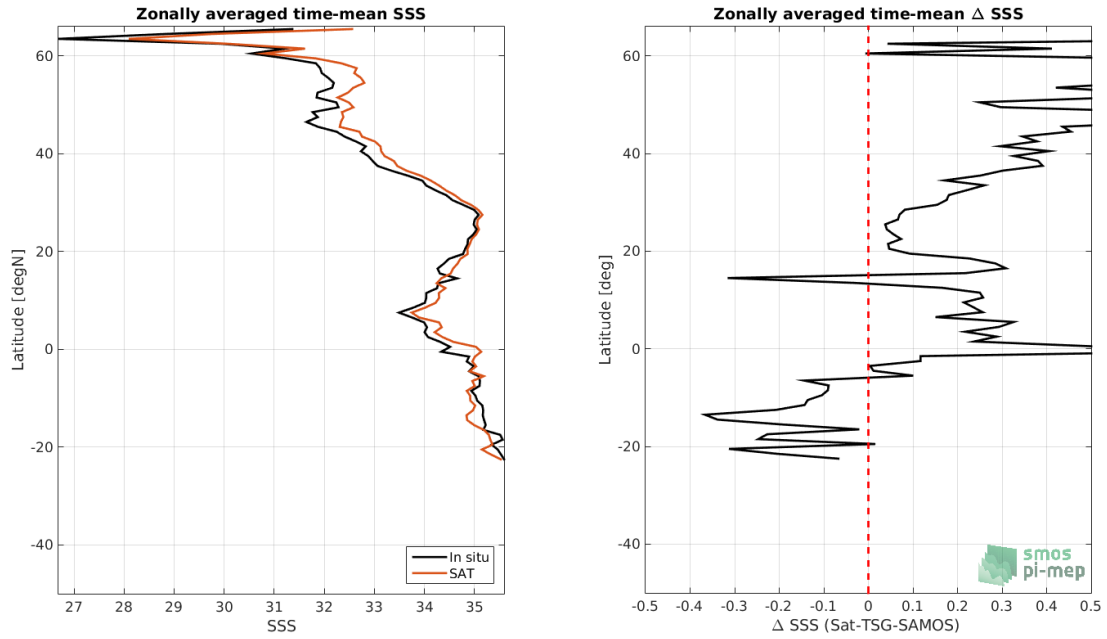 Zonally averaged time-mean SSS
60
40
20
0
-20
-40
Latitude [degN]
27 28 29 30 31 32 33 34 35
SSS
In situ
SAT
Zonally averaged time-mean Δ SSS
60
40
20
0
-20
-40
Latitude [deg]
-0.5 -0.4 -0.3 -0.2 -0.1 0 0.1 0.2 0.3 0.4 0.5
Δ SSS (Sat-TSG-SAMOS)
smos
pi-mep